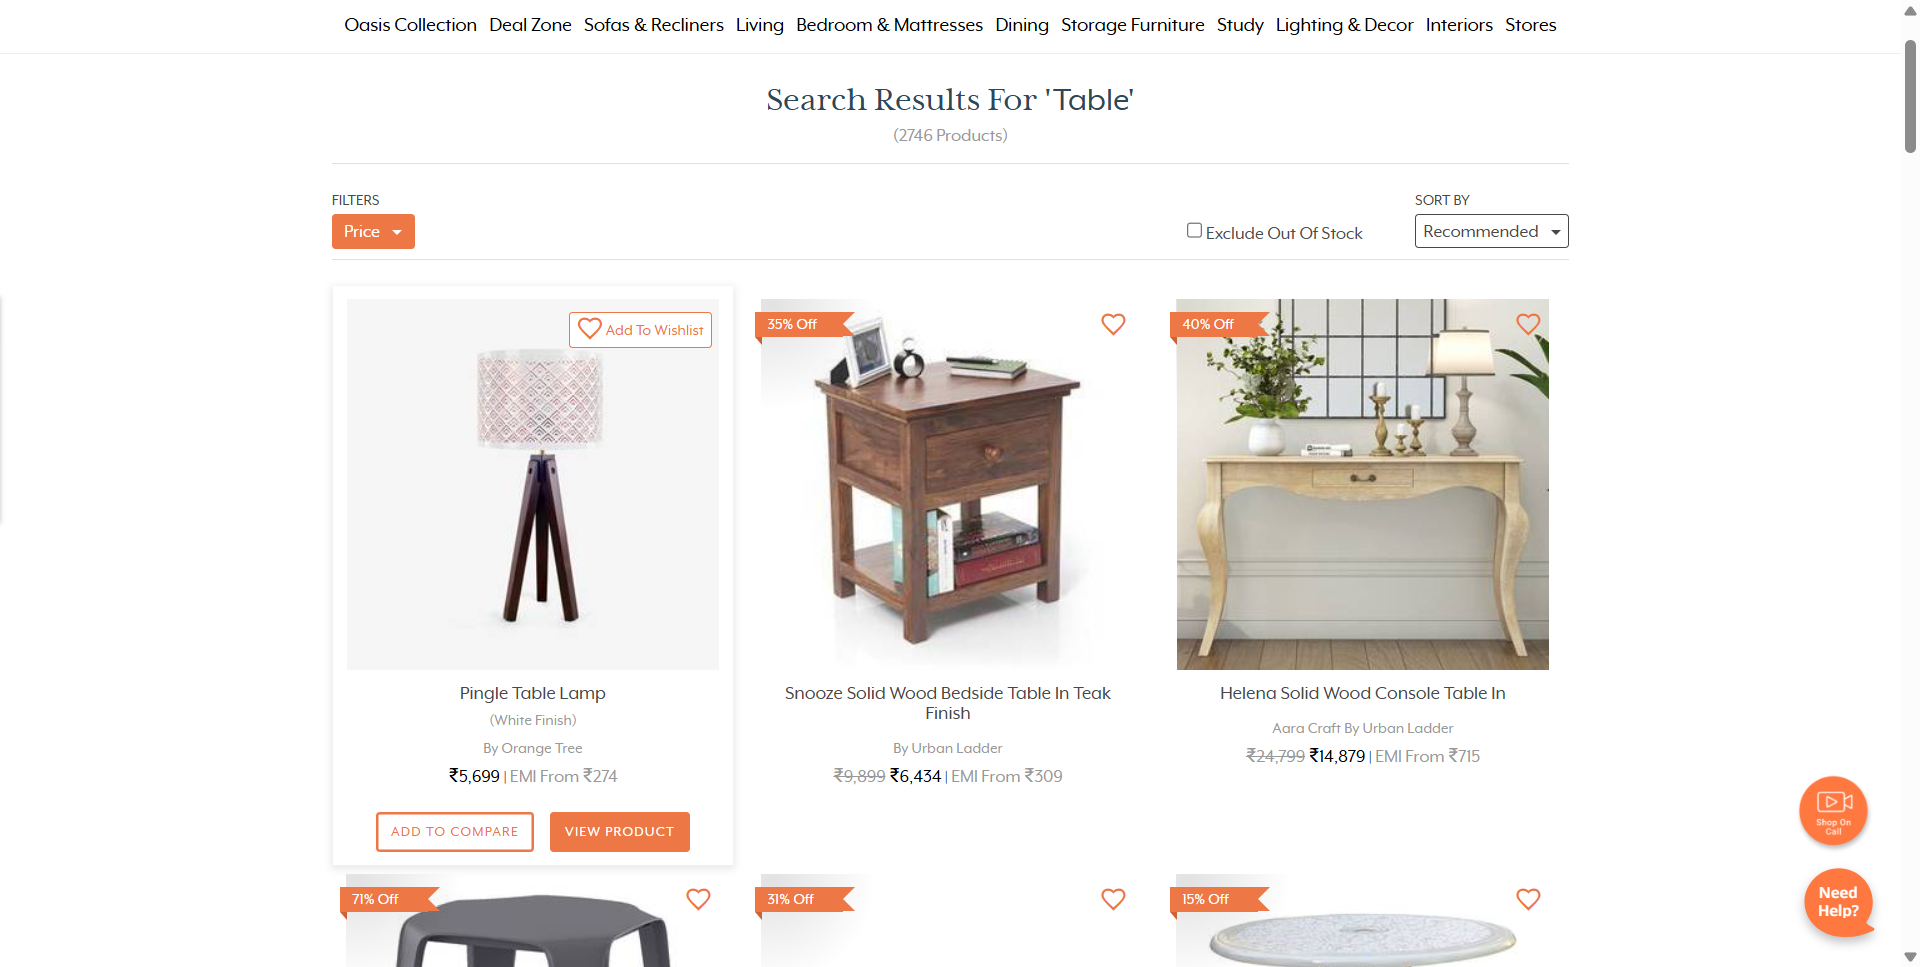 Oasis Collection Deal Zone Sofas & Recliners Living Bedroom & Mattresses Dining Storage Furniture Study Lighting & Decor Interiors Stores
Search Results For 'Table'
(2746 Products)
FILTERS
Price
Exclude Out Of Stock
SORT BY
Recommended
Add To Wishlist
35% Off
40% Off
Pingle Table Lamp
(White Finish)
By Orange Tree
₹5,699 | EMI From ₹274
ADD TO COMPARE
VIEW PRODUCT
Snooze Solid Wood Bedside Table In Teak
Finish
By Urban Ladder
₹9,899 ₹6,434 | EMI From ₹309
Helena Solid Wood Console Table In
Aara Craft By Urban Ladder
₹24,799 ₹14,879 | EMI From ₹715
Shop On
Call
71% Off
31% Off
15% Off
Need
Help?